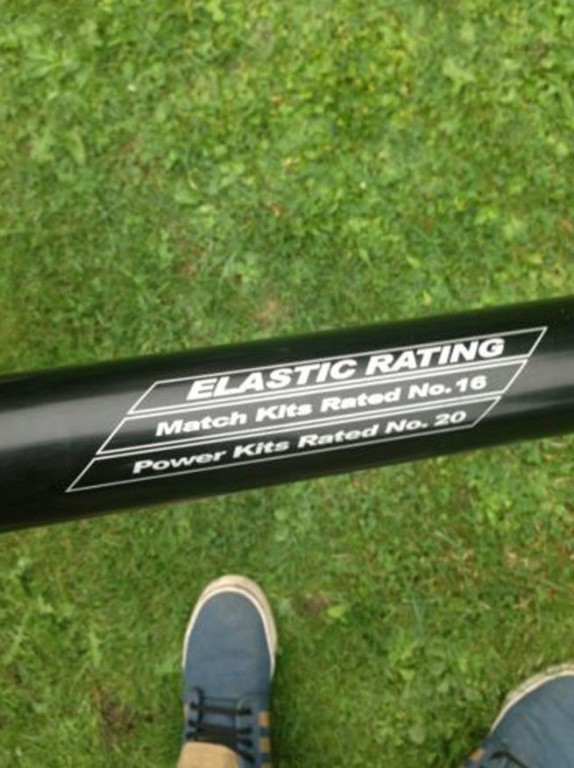 ELASTIC RATING
Match Kits Rated No. 16
Power Kits Rated No. 20